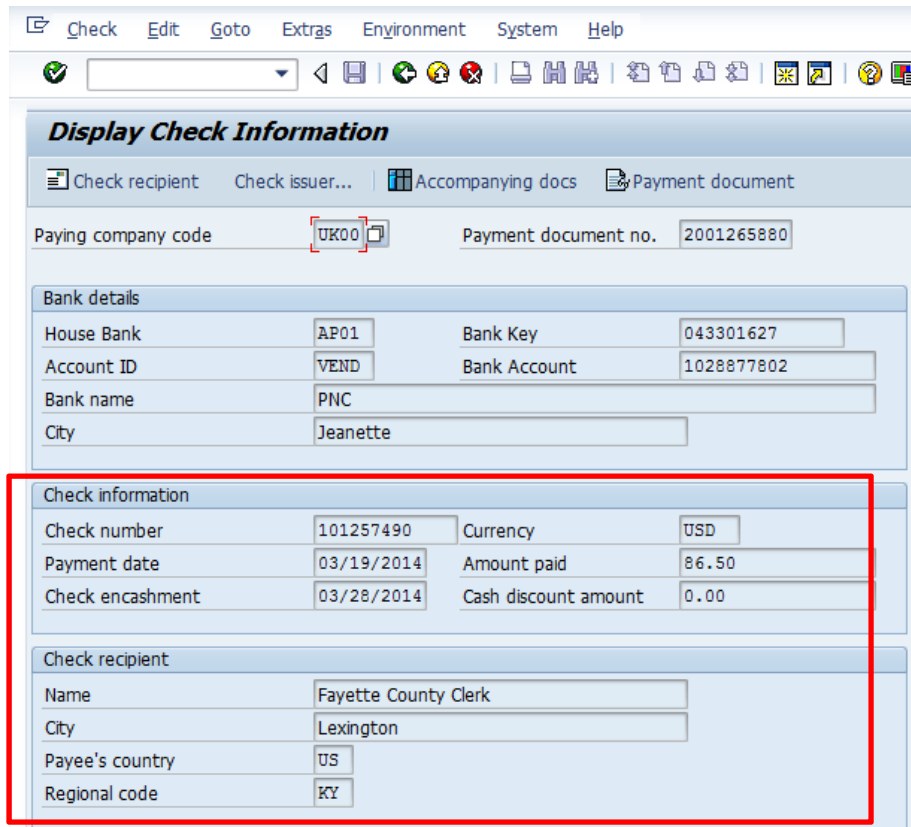 Check Edit Goto Extras Environment System Help
Display Check Information
Check recipient Check issuer... Accompanying docs Payment document
Paying company code UK00 Payment document no. 2001265880
Bank details
House Bank AP01 Bank Key 043301627
Account ID VEND Bank Account 1028877802
Bank name PNC
City Jeanette
Check information
Check number 101257490 Currency USD
Payment date 03/19/2014 Amount paid 86.50
Check encashment 03/28/2014 Cash discount amount 0.00
Check recipient
Name Fayette County Clerk
City Lexington
Payee's country US
Regional code KY